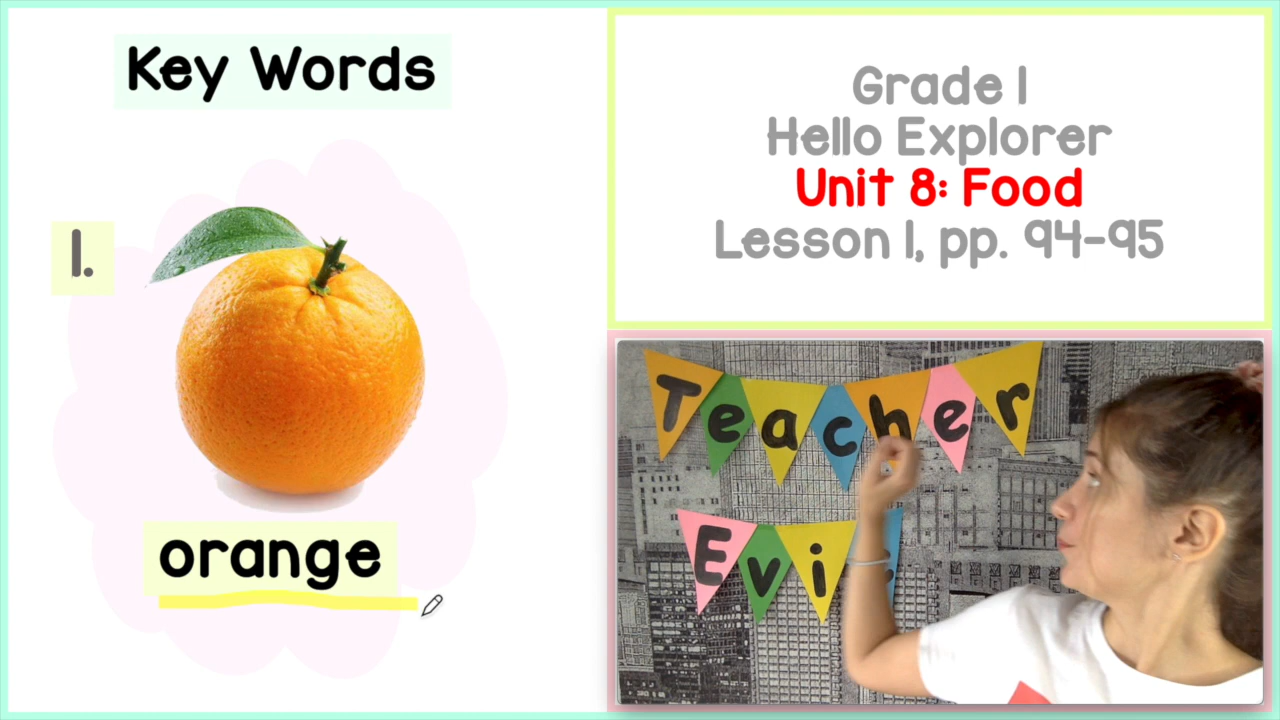 Key Words
1.
orange
Grade 1
Hello Explorer
Unit 8: Food
Lesson 1, pp. 94-95
Teacher
Evi